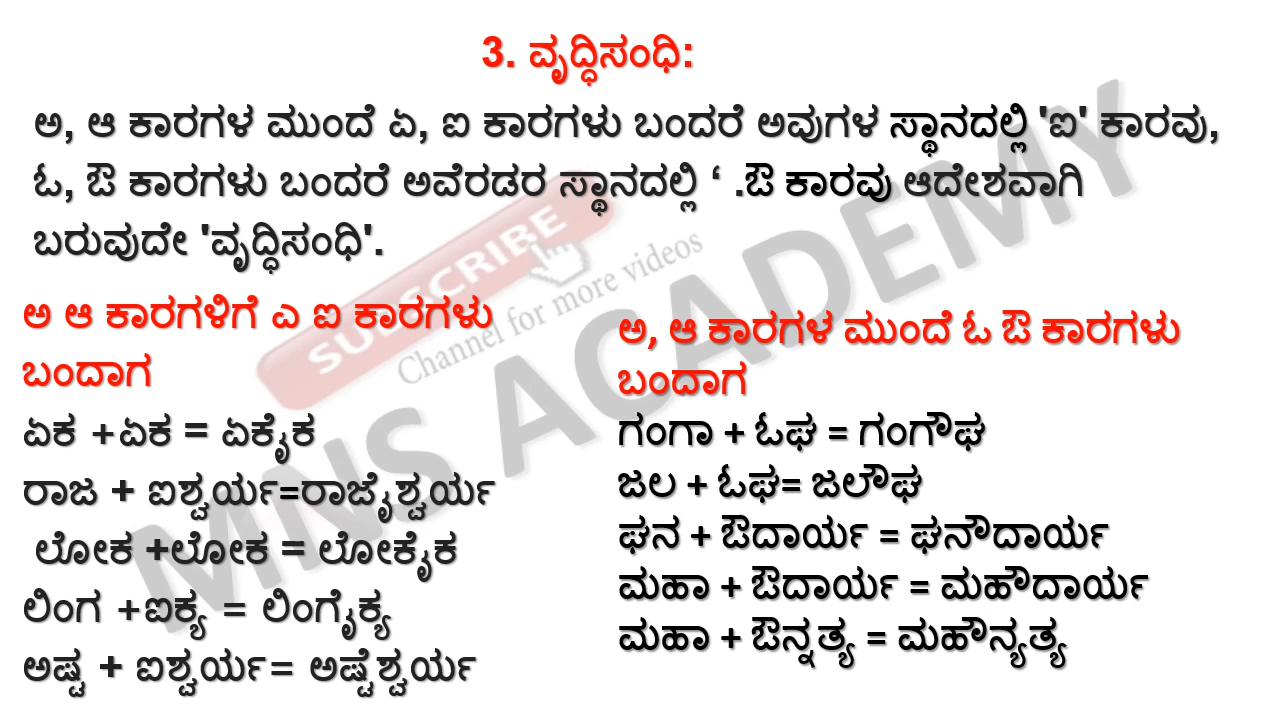 3. ವೃದ್ಧಿಸಂಧಿ:
ಅ, ಆ ಕಾರಗಳ ಮುಂದೆ ಏ, ಐ ಕಾರಗಳು ಬಂದರೆ ಅವುಗಳ ಸ್ಥಾನದಲ್ಲಿ 'ಐ' ಕಾರವು,
ಓ, ಔ ಕಾರಗಳು ಬಂದರೆ ಅವೆರಡರ ಸ್ಥಾನದಲ್ಲಿ ‘ .ಔ ಕಾರವು ಆದೇಶವಾಗಿ
ಬರುವುದೇ 'ವೃದ್ಧಿಸಂಧಿ'.
ಅ ಆ ಕಾರಗಳಿಗೆ ಎ ಐ ಕಾರಗಳು
ಬಂದಾಗ
ಏಕ +ಏಕ = ಏಕೈಕ
ರಾಜ + ಐಶ್ವರ್ಯ=ರಾಜೈಶ್ವರ್ಯ
ಲೋಕ +ಲೋಕ = ಲೋಕೈಕ
ಲಿಂಗ +ಐಕ್ಯ = ಲಿಂಗೈಕ್ಯ
ಅಷ್ಟ + ಐಶ್ವರ್ಯ= ಅಷ್ಟೆಶ್ವರ್ಯ
ಅ, ಆ ಕಾರಗಳ ಮುಂದೆ ಓ ಔ ಕಾರಗಳು
ಬಂದಾಗ
ಗಂಗಾ + ಓಘ = ಗಂಗೌಘ
ಜಲ + ಓಘ= ಜಲೌಘ
ಘನ + ಔದಾರ್ಯ = ಘನೌದಾರ್ಯ
ಮಹಾ + ಔದಾರ್ಯ = ಮಹೌದಾರ್ಯ
ಮಹಾ + ಔನ್ನತ್ಯ = ಮಹೌನ್ಯತ್ಯ
SUBSCRIBE
Channel for more videos
MNS ACADEMY